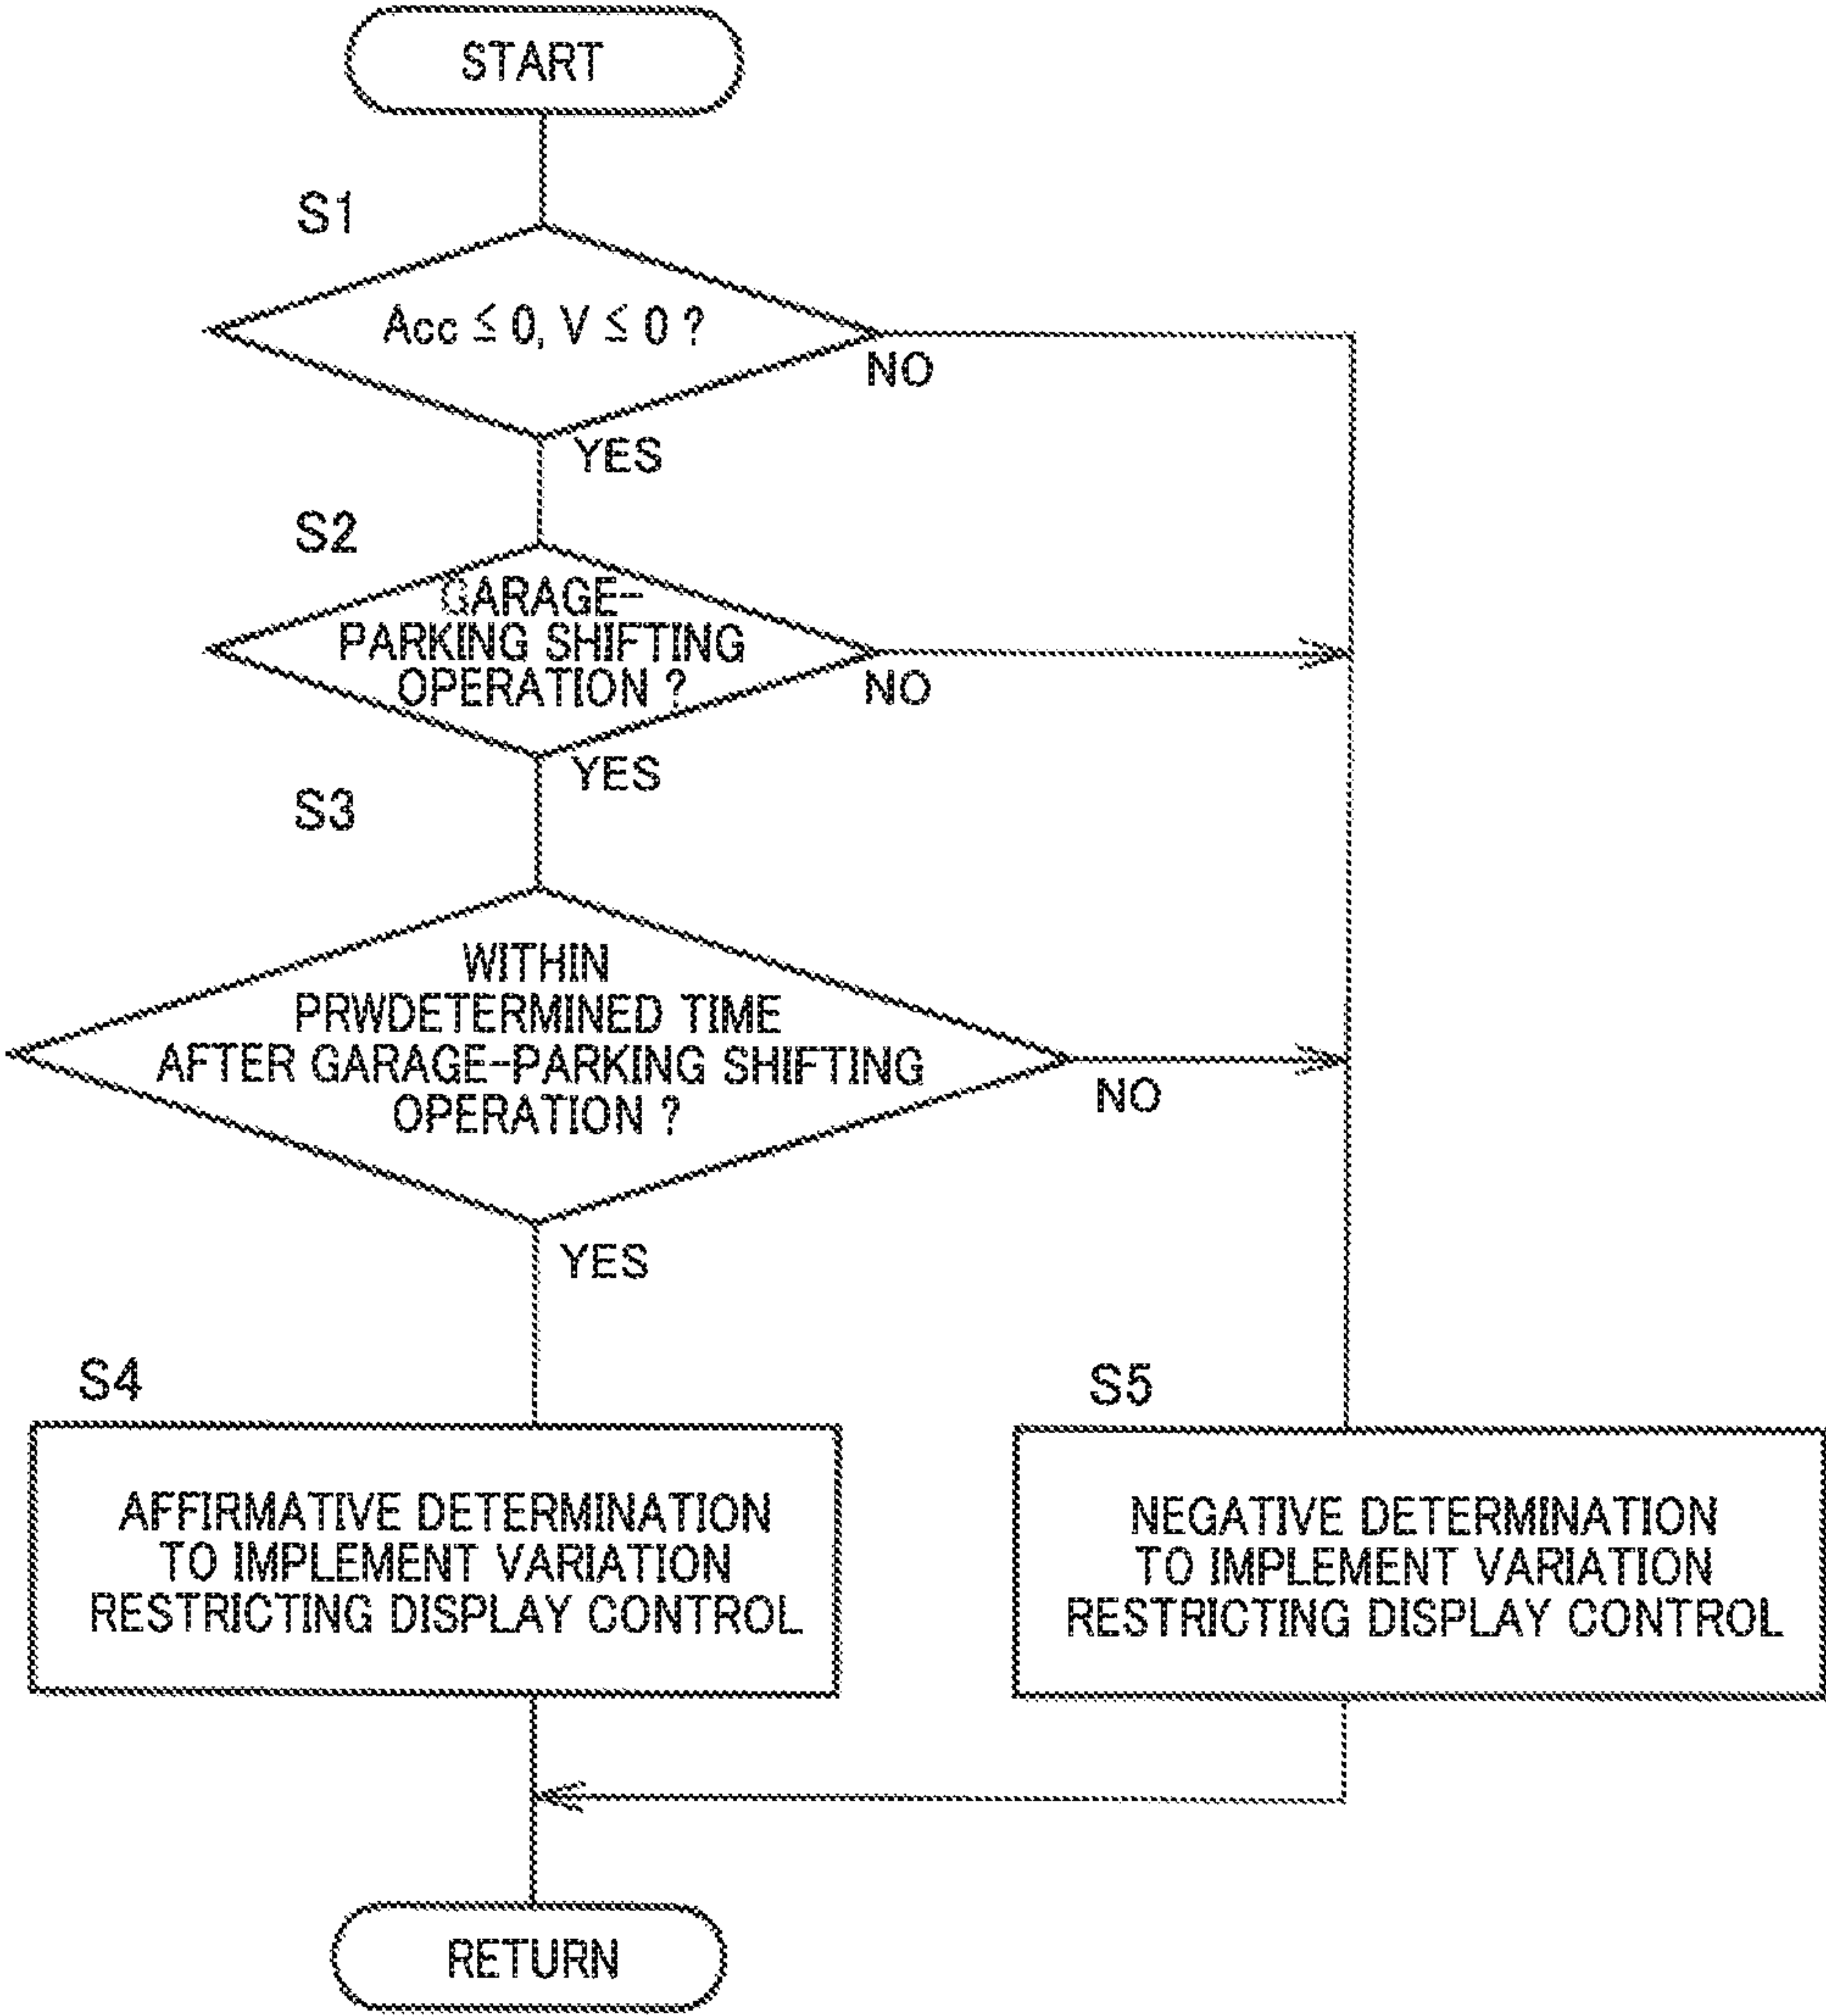 START
S1
Acc ≦ 0, V ≦ 0 ?
NO
YES
S2
GARAGE-
PARKING SHIFTING
OPERATION ?
NO
YES
S3
WITHIN
PRWDETERMINED TIME
AFTER GARAGE-PARKING SHIFTING
OPERATION ?
NO
YES
S4
AFFIRMATIVE DETERMINATION
TO IMPLEMENT VARIATION
RESTRICTING DISPLAY CONTROL
S5
NEGATIVE DETERMINATION
TO IMPLEMENT VARIATION
RESTRICTING DISPLAY CONTROL
RETURN